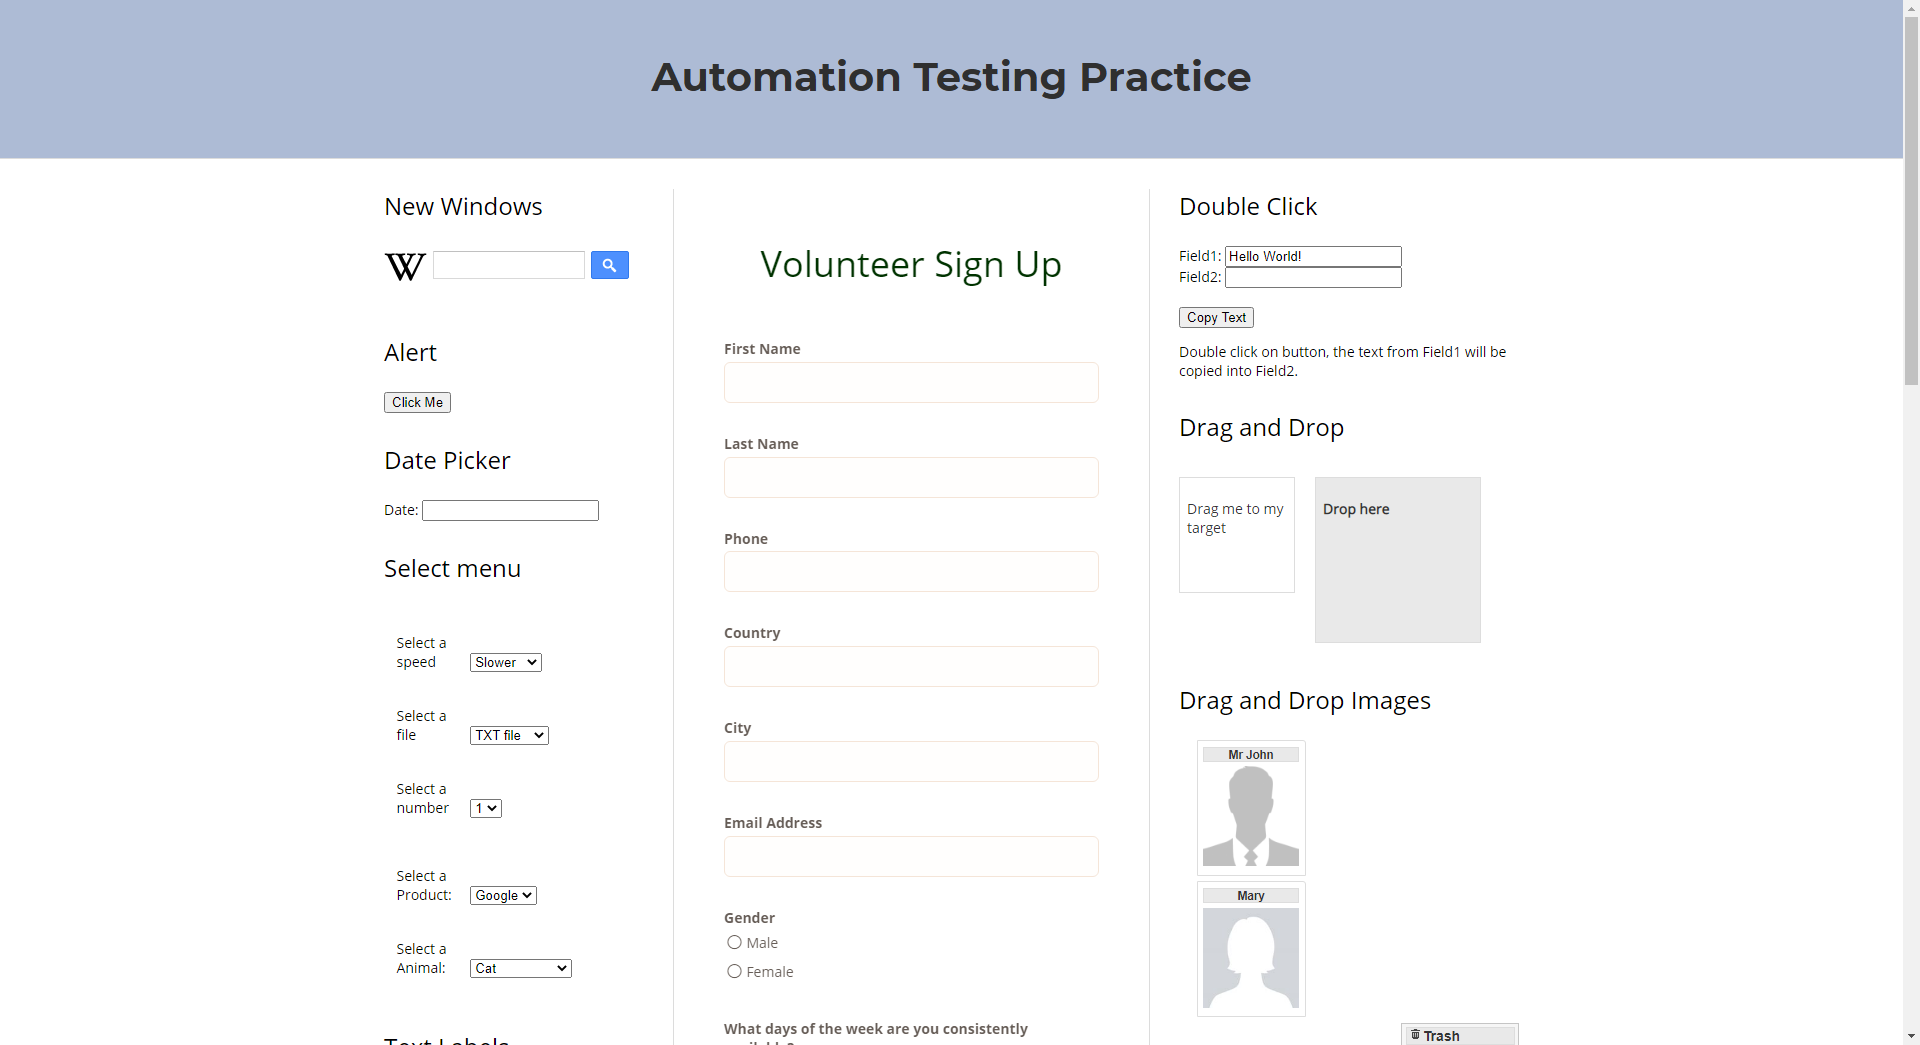 Automation Testing Practice
New Windows
W
Alert
Click Me
Date Picker
Date:
Select menu
Select a
speed
Slower
Select a
file
TXT file
Select a
number
1
Select a
Product:
Google
Select a
Animal:
Cat
Text Labels
Volunteer Sign Up
First Name
Last Name
Phone
Country
City
Email Address
Gender
Male
Female
What days of the week are you consistently
Double Click
Field1: Hello World!
Field2:
Copy Text
Double click on button, the text from Field1 will be
copied into Field2.
Drag and Drop
Drag me to my
target
Drop here
Drag and Drop Images
Mr John
Mary
Trash